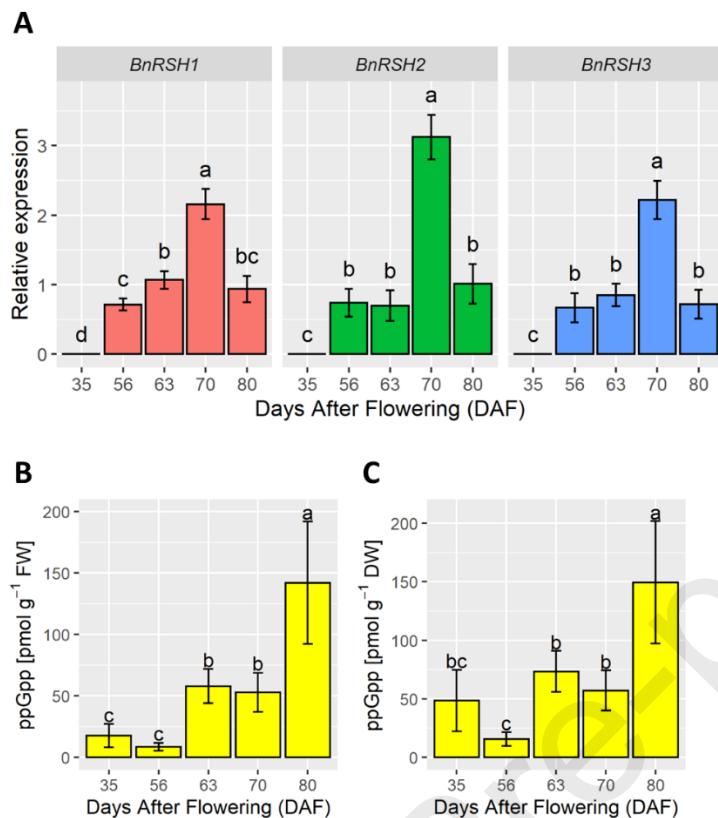 A
BnRSH1 BnRSH2 BnRSH3
Relative expression
3
2
1
0
d c b a bc
c b b a b
c b b a b
35 56 63 70 80 35 56 63 70 80 35 56 63 70 80
Days After Flowering (DAF)
B
ppGpp [pmol g⁻¹ FW]
200
150
100
50
0
c c b b a
35 56 63 70 80
Days After Flowering (DAF)
C
ppGpp [pmol g⁻¹ DW]
200
150
100
50
0
bc c b b a
35 56 63 70 80
Days After Flowering (DAF)